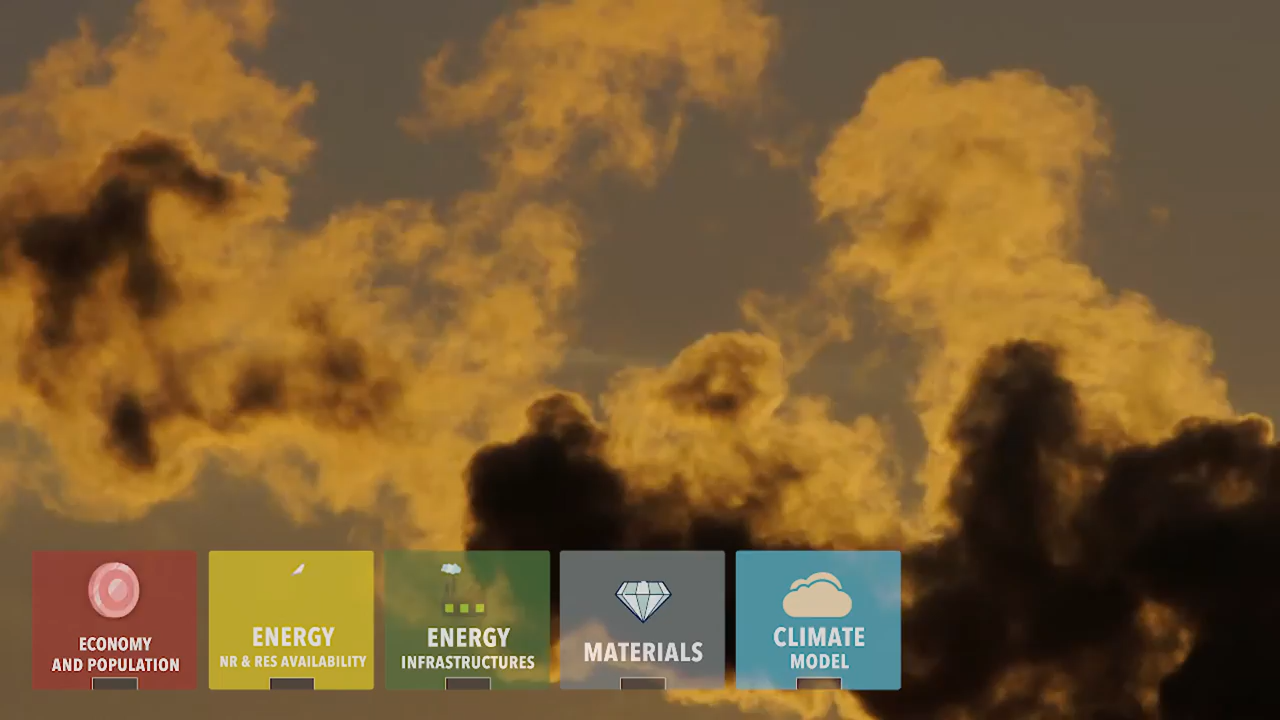 ECONOMY
AND POPULATION
ENERGY
NR & RES AVAILABILITY
ENERGY
INFRASTRUCTURES
MATERIALS
CLIMATE
MODEL